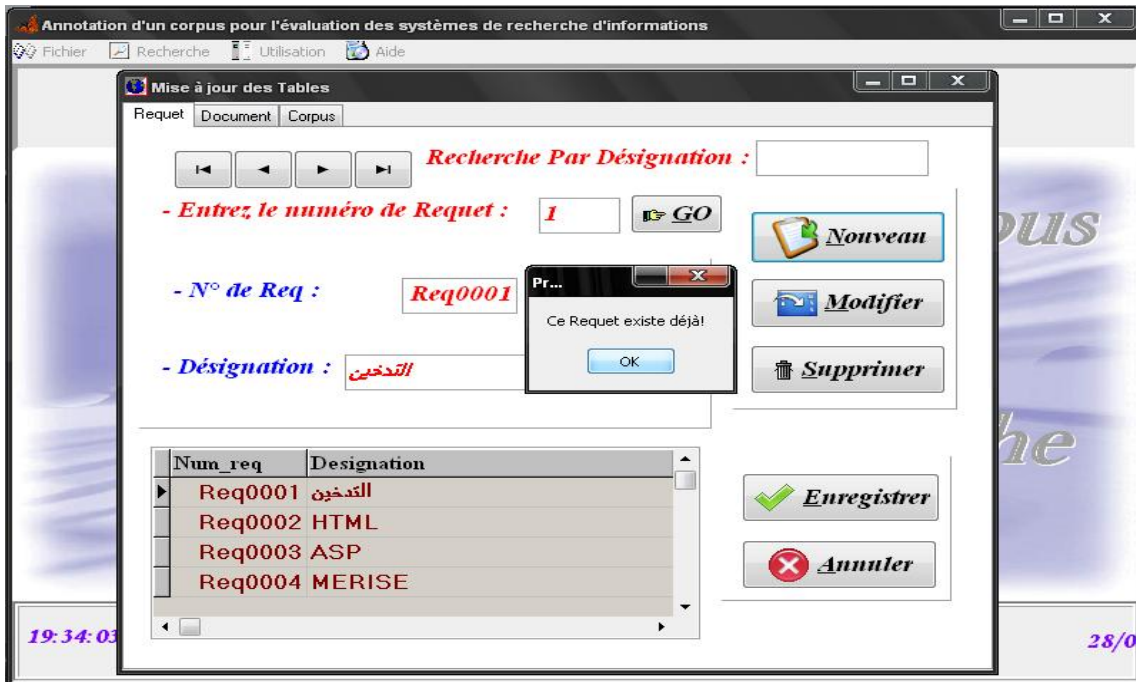 Annotation d'un corpus pour l'évaluation des systèmes de recherche d'informations
Fichier Recherche Utilisation Aide
Mise à jour des Tables
Requet Document Corpus
Recherche Par Désignation :
- Entrez le numéro de Requet : 1 GO
- N° de Req : Req0001
- Désignation : التدخين
Pr...
Ce Requet existe déjà!
OK
Nouveau
Modifier
Supprimer
Num_req Designation
Req0001 التدخين
Req0002 HTML
Req0003 ASP
Req0004 MERISE
Enregistrer
Annuler
pus
he
19:34:03
28/0